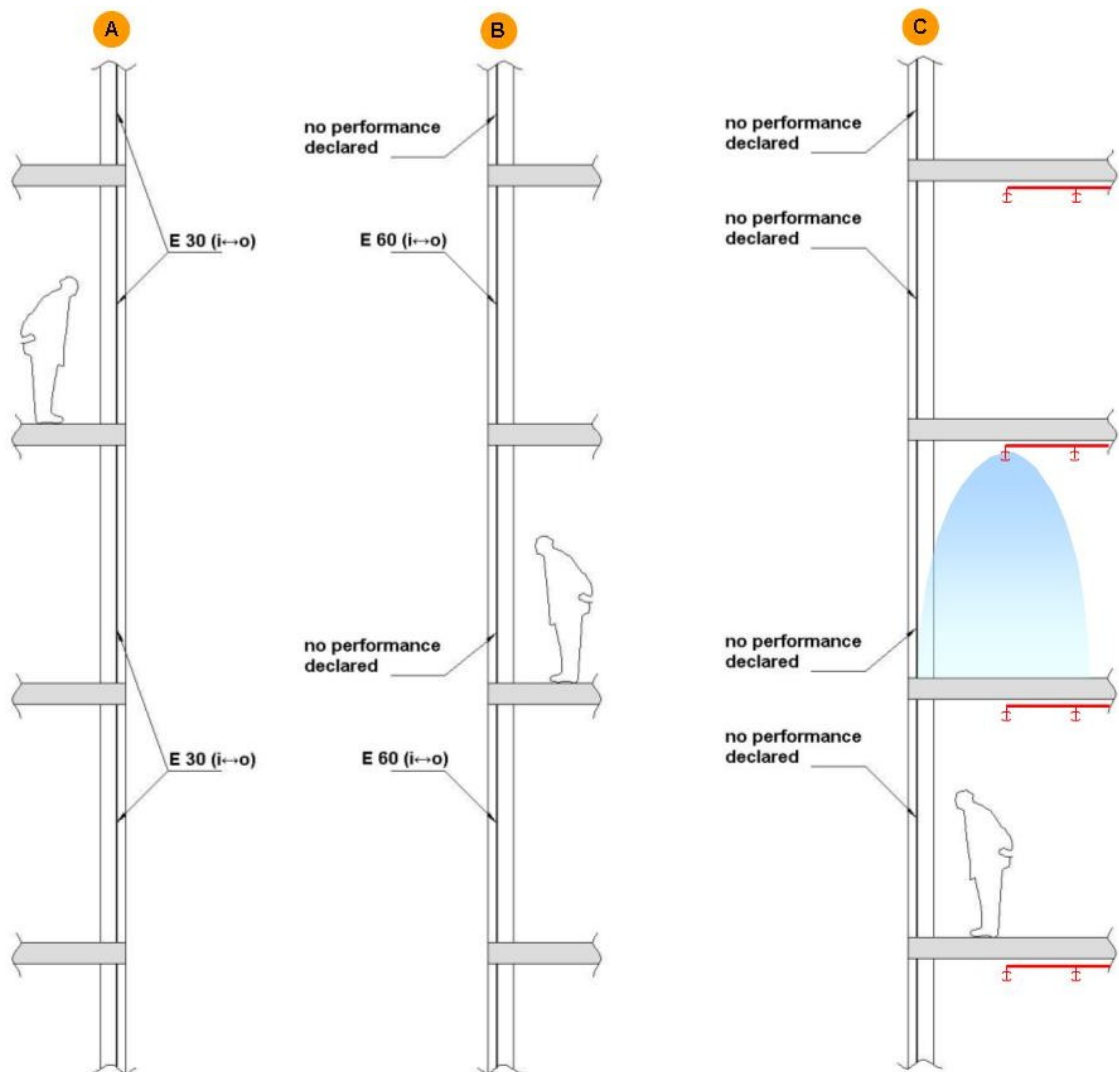 A
B
C
no performance
declared
no performance
declared
no performance
declared
E 30 (i↔o)
E 60 (i↔o)
no performance
declared
no performance
declared
E 30 (i↔o)
E 60 (i↔o)
no performance
declared